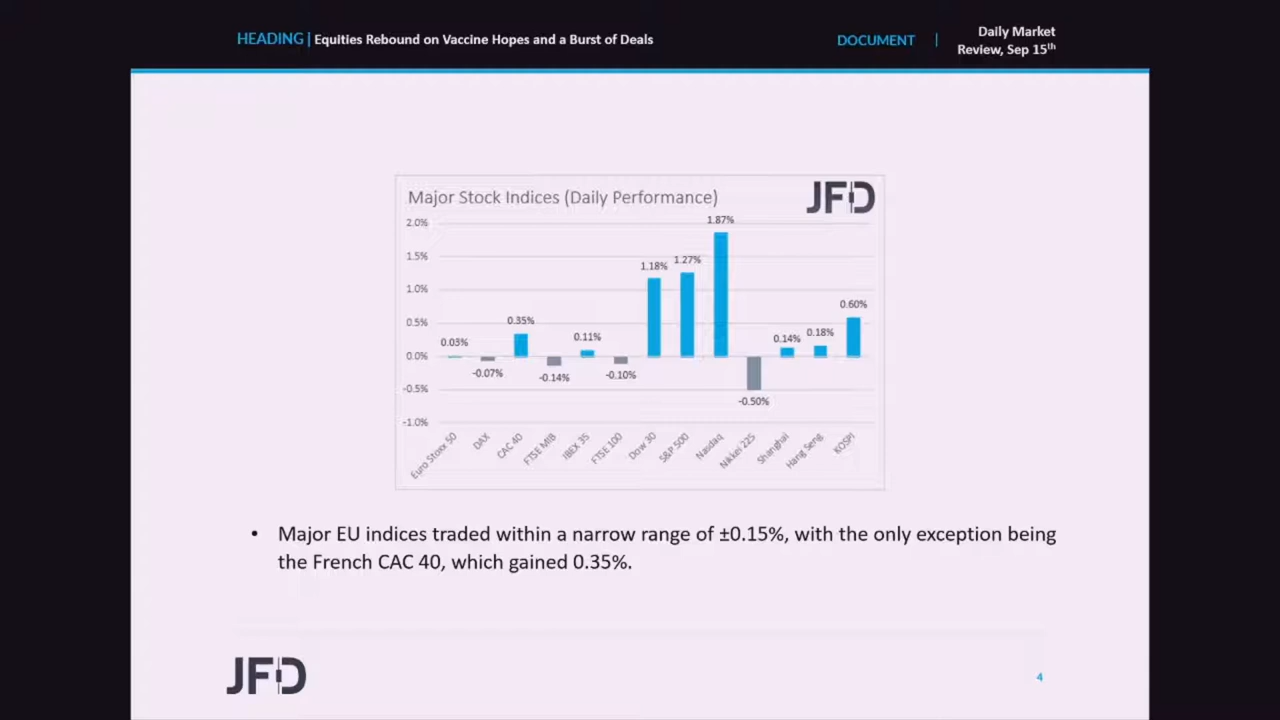 HEADING | Equities Rebound on Vaccine Hopes and a Burst of Deals
DOCUMENT | Daily Market
Review, Sep 15th
Major Stock Indices (Daily Performance)
JFD
2.0%
1.5%
1.0%
0.5%
0.0%
-0.5%
-1.0%
0.03%
-0.07%
0.35%
-0.14%
0.11%
-0.10%
1.18%
1.27%
1.87%
-0.50%
0.14%
0.18%
0.60%
Euro Stoxx 50
DAX
CAC 40
FTSE MIB
IBEX 35
FTSE 100
Dow 30
S&P 500
Nasdaq
Nikkei 225
Shanghai
Hang Seng
KOSPI
• Major EU indices traded within a narrow range of ±0.15%, with the only exception being
the French CAC 40, which gained 0.35%.
JFD
4